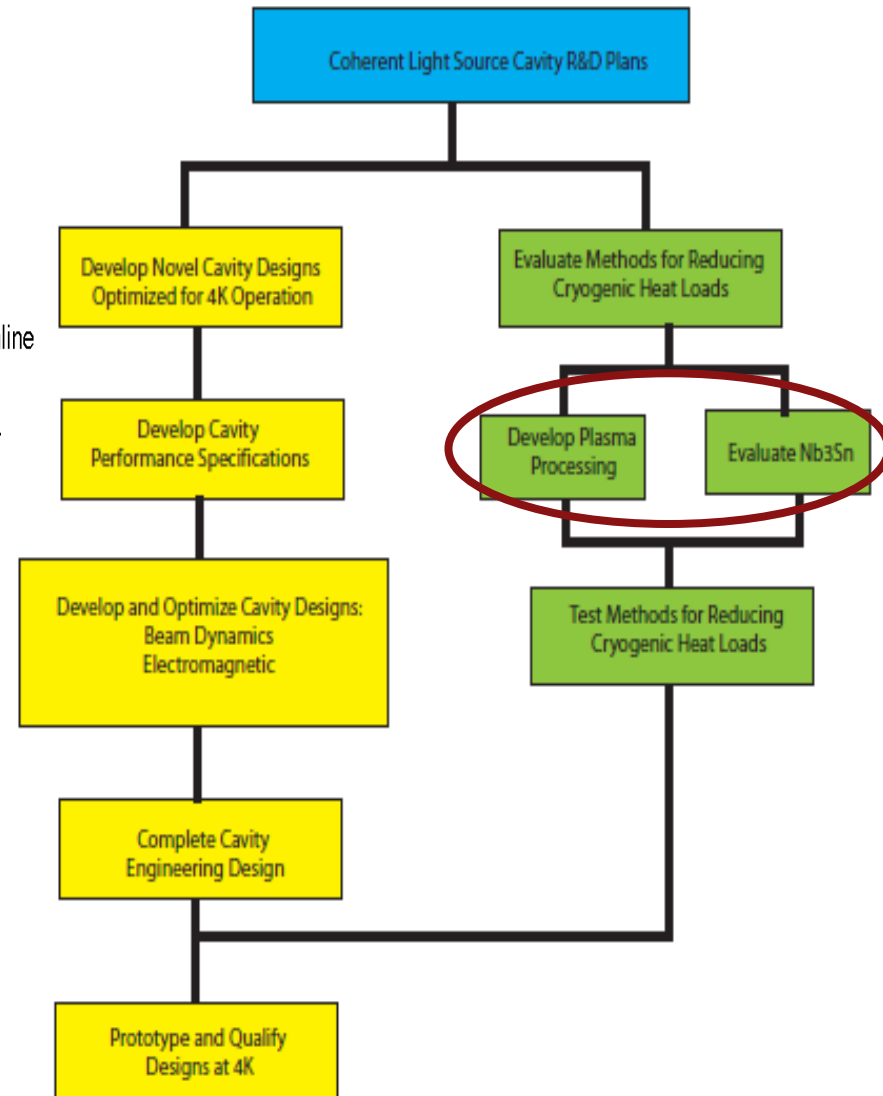 Coherent Light Source Cavity R&D Plans
Develop Novel Cavity Designs
Optimized for 4K Operation
Evaluate Methods for Reducing
Cryogenic Heat Loads
line
Develop Cavity
Performance Specifications
Develop Plasma
Processing
Evaluate Nb3Sn
Develop and Optimize Cavity Designs:
Beam Dynamics
Electromagnetic
Test Methods for Reducing
Cryogenic Heat Loads
Complete Cavity
Engineering Design
Prototype and Qualify
Designs at 4K